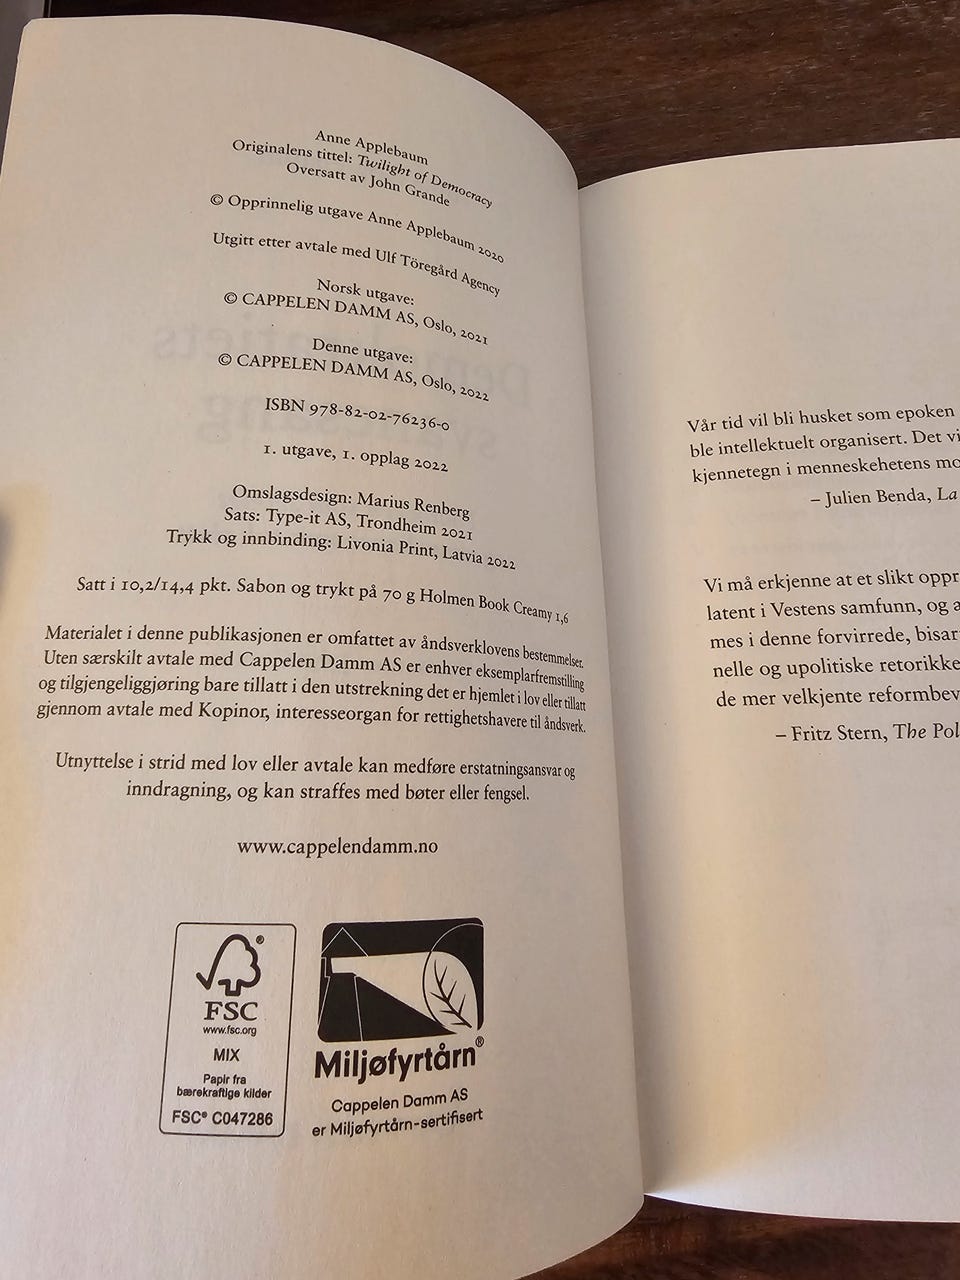 Anne Applebaum
Originalens tittel: Twilight of Democracy
Oversatt av John Grande
© Opprinnelig utgave Anne Applebaum 2020
Utgitt etter avtale med Ulf Töregård Agency
Norsk utgave:
© CAPPELEN DAMM AS, Oslo, 2021
Denne utgave:
© CAPPELEN DAMM AS, Oslo, 2022
ISBN 978-82-02-76236-0
1. utgave, 1. opplag 2022
Omslagsdesign: Marius Renberg
Sats: Type-it AS, Trondheim 2021
Trykk og innbinding: Livonia Print, Latvia 2022
Satt i 10,2/14,4 pkt. Sabon og trykt på 70 g Holmen Book Creamy 1,6
Materialet i denne publikasjonen er omfattet av åndsverklovens bestemmelser.
Uten særskilt avtale med Cappelen Damm AS er enhver eksemplarfremstilling
og tilgjengeliggjøring bare tillatt i den utstrekning det er hjemlet i lov eller tillatt
gjennom avtale med Kopinor, interesseorgan for rettighetshavere til åndsverk.
Utnyttelse i strid med lov eller avtale kan medføre erstatningsansvar og
inndragning, og kan straffes med bøter eller fengsel.
www.cappelendamm.no
FSC
www.fsc.org
MIX
Papir fra
bærekraftige kilder
FSC® C047286
Miljøfyrtårn®
Cappelen Damm AS
er Miljøfyrtårn-sertifisert
Vår tid vil bli husket som epoken
ble intellektuelt organisert. Det vi
kjennetegn i menneskehetens mo
– Julien Benda, La
Vi må erkjenne at et slikt oppr
latent i Vestens samfunn, og a
mes i denne forvirrede, bisar
nelle og upolitiske retorikke
de mer velkjente reformbev
– Fritz Stern, The Pol